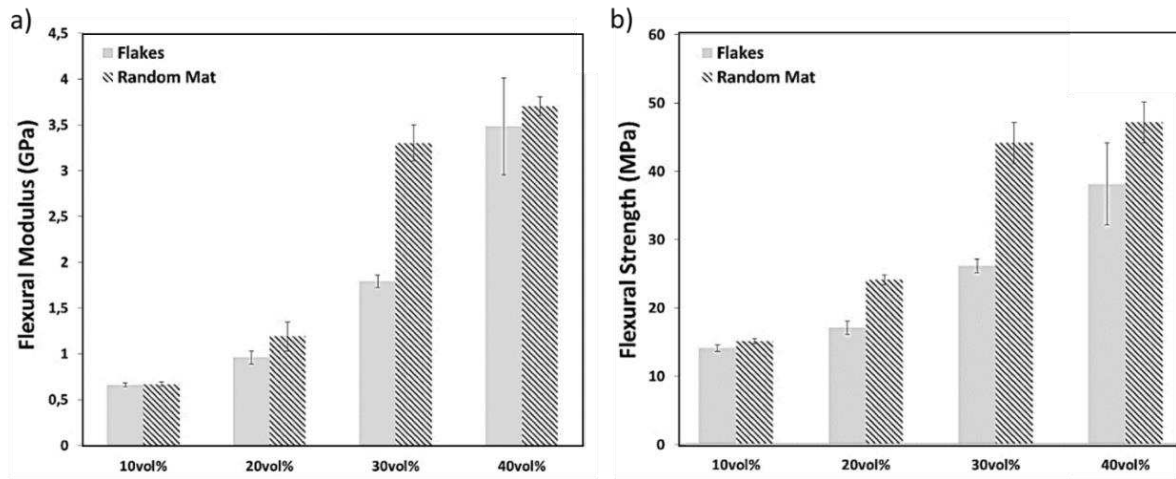 a)
Flexural Modulus (GPa)
4,5
4
3,5
3
2,5
2
1,5
1
0,5
0
Flakes
Random Mat
10vol%
20vol%
30vol%
40vol%
b)
Flexural Strength (MPa)
60
50
40
30
20
10
0
Flakes
Random Mat
10vol%
20vol%
30vol%
40vol%